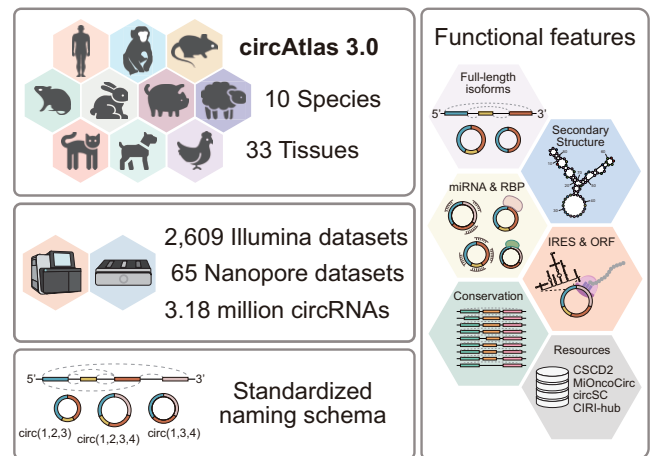 circAtlas 3.0
10 Species
33 Tissues
2,609 Illumina datasets
65 Nanopore datasets
3.18 million circRNAs
5' 3'
circ(1,2,3) circ(1,2,3,4) circ(1,3,4)
Standardized
naming schema
Functional features
Full-length
isoforms
5' 3'
Secondary
Structure
miRNA & RBP
IRES & ORF
Conservation
Resources
CSCD2
MiOncoCirc
circSC
CIRI-hub